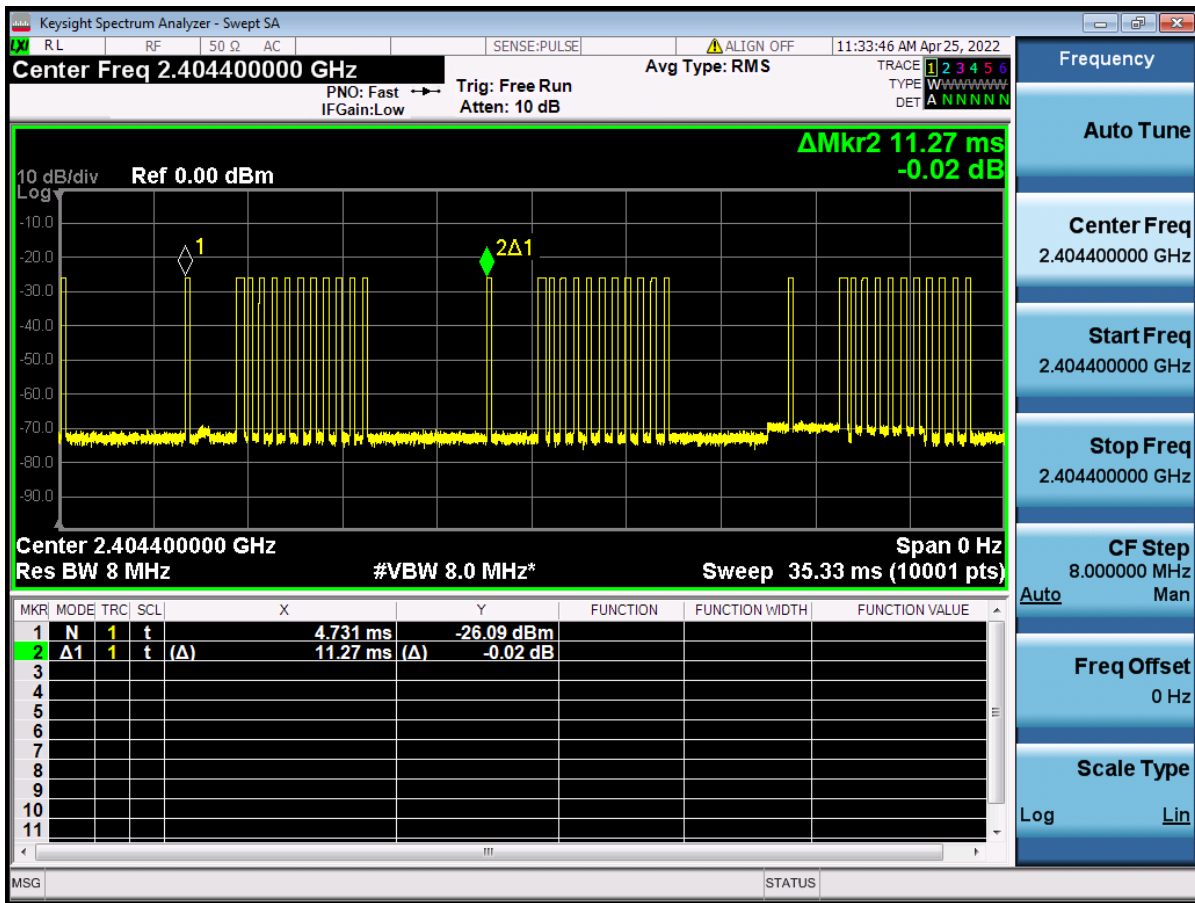 Keysight Spectrum Analyzer - Swept SA
LXI RL RF 50 Ω AC SENSE:PULSE ALIGN OFF 11:33:46 AM Apr 25, 2022
Center Freq 2.404400000 GHz
PNO: Fast
IFGain:Low
Trig: Free Run
Atten: 10 dB
Avg Type: RMS
TRACE 1 2 3 4 5 6
TYPE WWWWWW
DET A N N N N N
ΔMkr2 11.27 ms
-0.02 dB
10 dB/div Ref 0.00 dBm
Log
-10.0
-20.0
-30.0
-40.0
-50.0
-60.0
-70.0
-80.0
-90.0
1
2Δ1
Center 2.404400000 GHz Span 0 Hz
Res BW 8 MHz #VBW 8.0 MHz* Sweep 35.33 ms (10001 pts)
MKR MODE TRC SCL X Y FUNCTION FUNCTION WIDTH FUNCTION VALUE
1 N 1 t 4.731 ms -26.09 dBm
2 Δ1 1 t (Δ) 11.27 ms (Δ) -0.02 dB
3
4
5
6
7
8
9
10
11
MSG STATUS
Frequency
Auto Tune
Center Freq
2.404400000 GHz
Start Freq
2.404400000 GHz
Stop Freq
2.404400000 GHz
CF Step
8.000000 MHz
Auto Man
Freq Offset
0 Hz
Scale Type
Log Lin